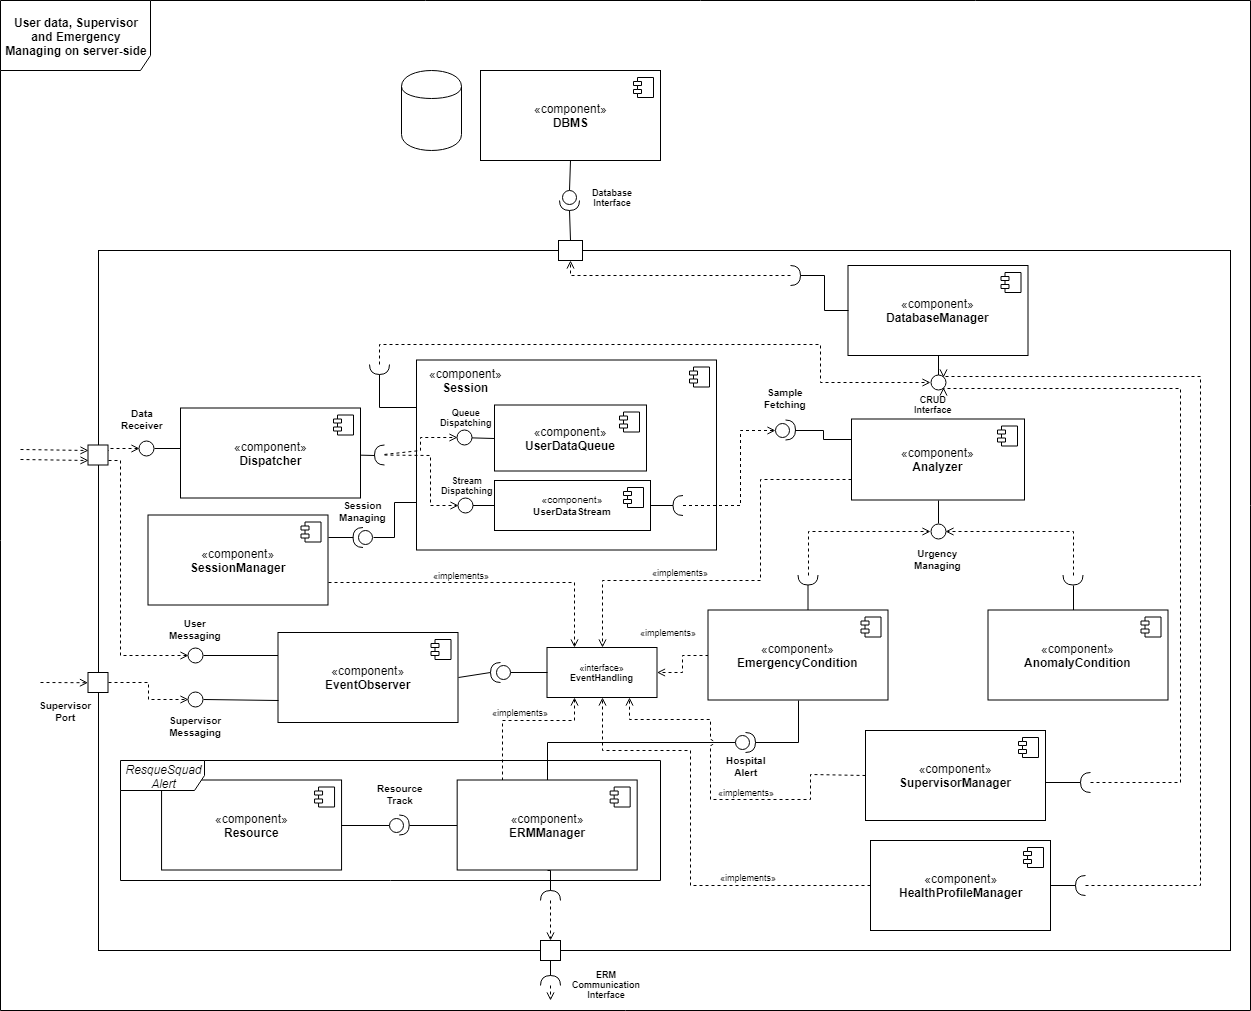 User data, Supervisor
and Emergency
Managing on server-side
«component»
DBMS
Database
Interface
«component»
DatabaseManager
CRUD
Interface
«component»
Session
Queue
Dispatching
«component»
UserDataQueue
Stream
Dispatching
«component»
UserDataStream
Sample
Fetching
«component»
Analyzer
Data
Receiver
«component»
Dispatcher
Session
Managing
«component»
SessionManager
«implements»
«implements»
Urgency
Managing
User
Messaging
«component»
EventObserver
«interface»
EventHandling
«implements»
«component»
EmergencyCondition
«component»
AnomalyCondition
Supervisor
Port
Supervisor
Messaging
«implements»
Hospital
Alert
«component»
SupervisorManager
«implements»
ResqueSquad
Alert
«component»
Resource
Resource
Track
«component»
ERMManager
«implements»
«component»
HealthProfileManager
ERM
Communication
Interface